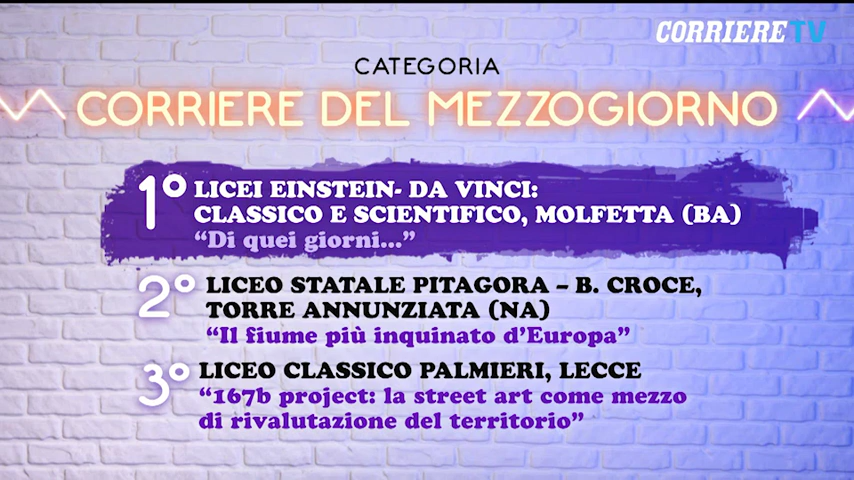 CORRIERETV
CATEGORIA
CORRIERE DEL MEZZOGIORNO
1° LICEI EINSTEIN- DA VINCI:
CLASSICO E SCIENTIFICO, MOLFETTA (BA)
“Di quei giorni...”
2° LICEO STATALE PITAGORA – B. CROCE,
TORRE ANNUNZIATA (NA)
“Il fiume più inquinato d’Europa”
3° LICEO CLASSICO PALMIERI, LECCE
“167b project: la street art come mezzo
di rivalutazione del territorio”